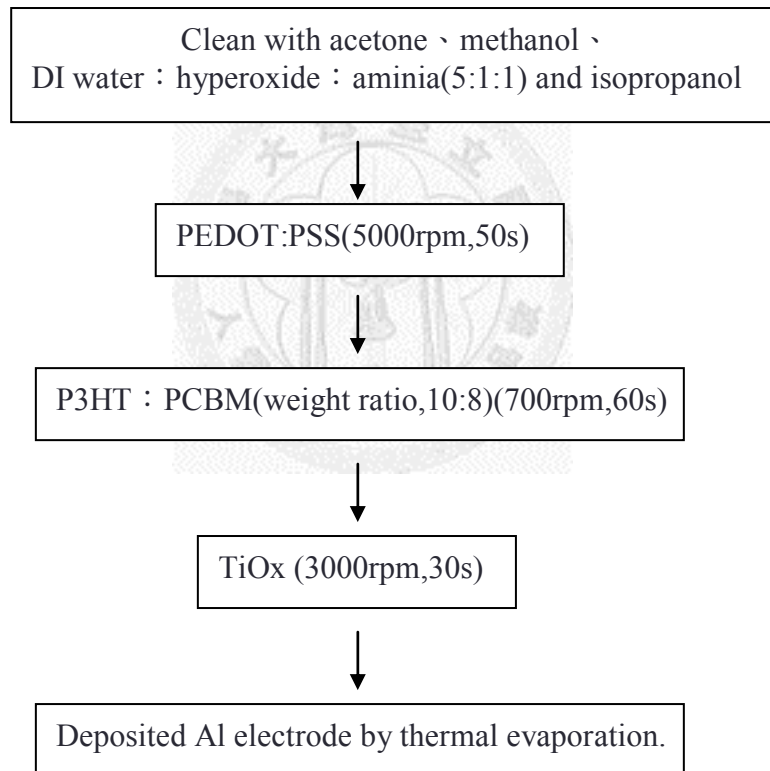 Clean with acetone、methanol、
DI water：hyperoxide：aminia(5:1:1) and isopropanol
PEDOT:PSS(5000rpm,50s)
P3HT：PCBM(weight ratio,10:8)(700rpm,60s)
TiOx (3000rpm,30s)
Deposited Al electrode by thermal evaporation.